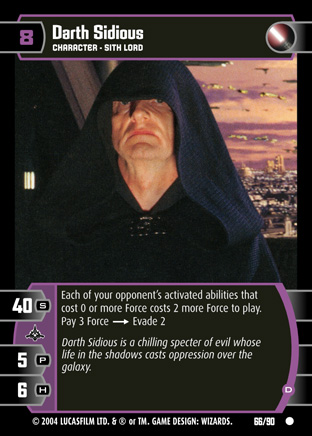 8 Darth Sidious
CHARACTER • SITH LORD
40 S
Each of your opponent's activated abilities that
cost 0 or more Force costs 2 more Force to play.
Pay 3 Force → Evade 2
5 P
Darth Sidious is a chilling specter of evil whose
life in the shadows casts oppression over the
galaxy.
6 H
D
© 2004 LUCASFILM LTD. & ® or TM. GAME DESIGN: WIZARDS. 66/90